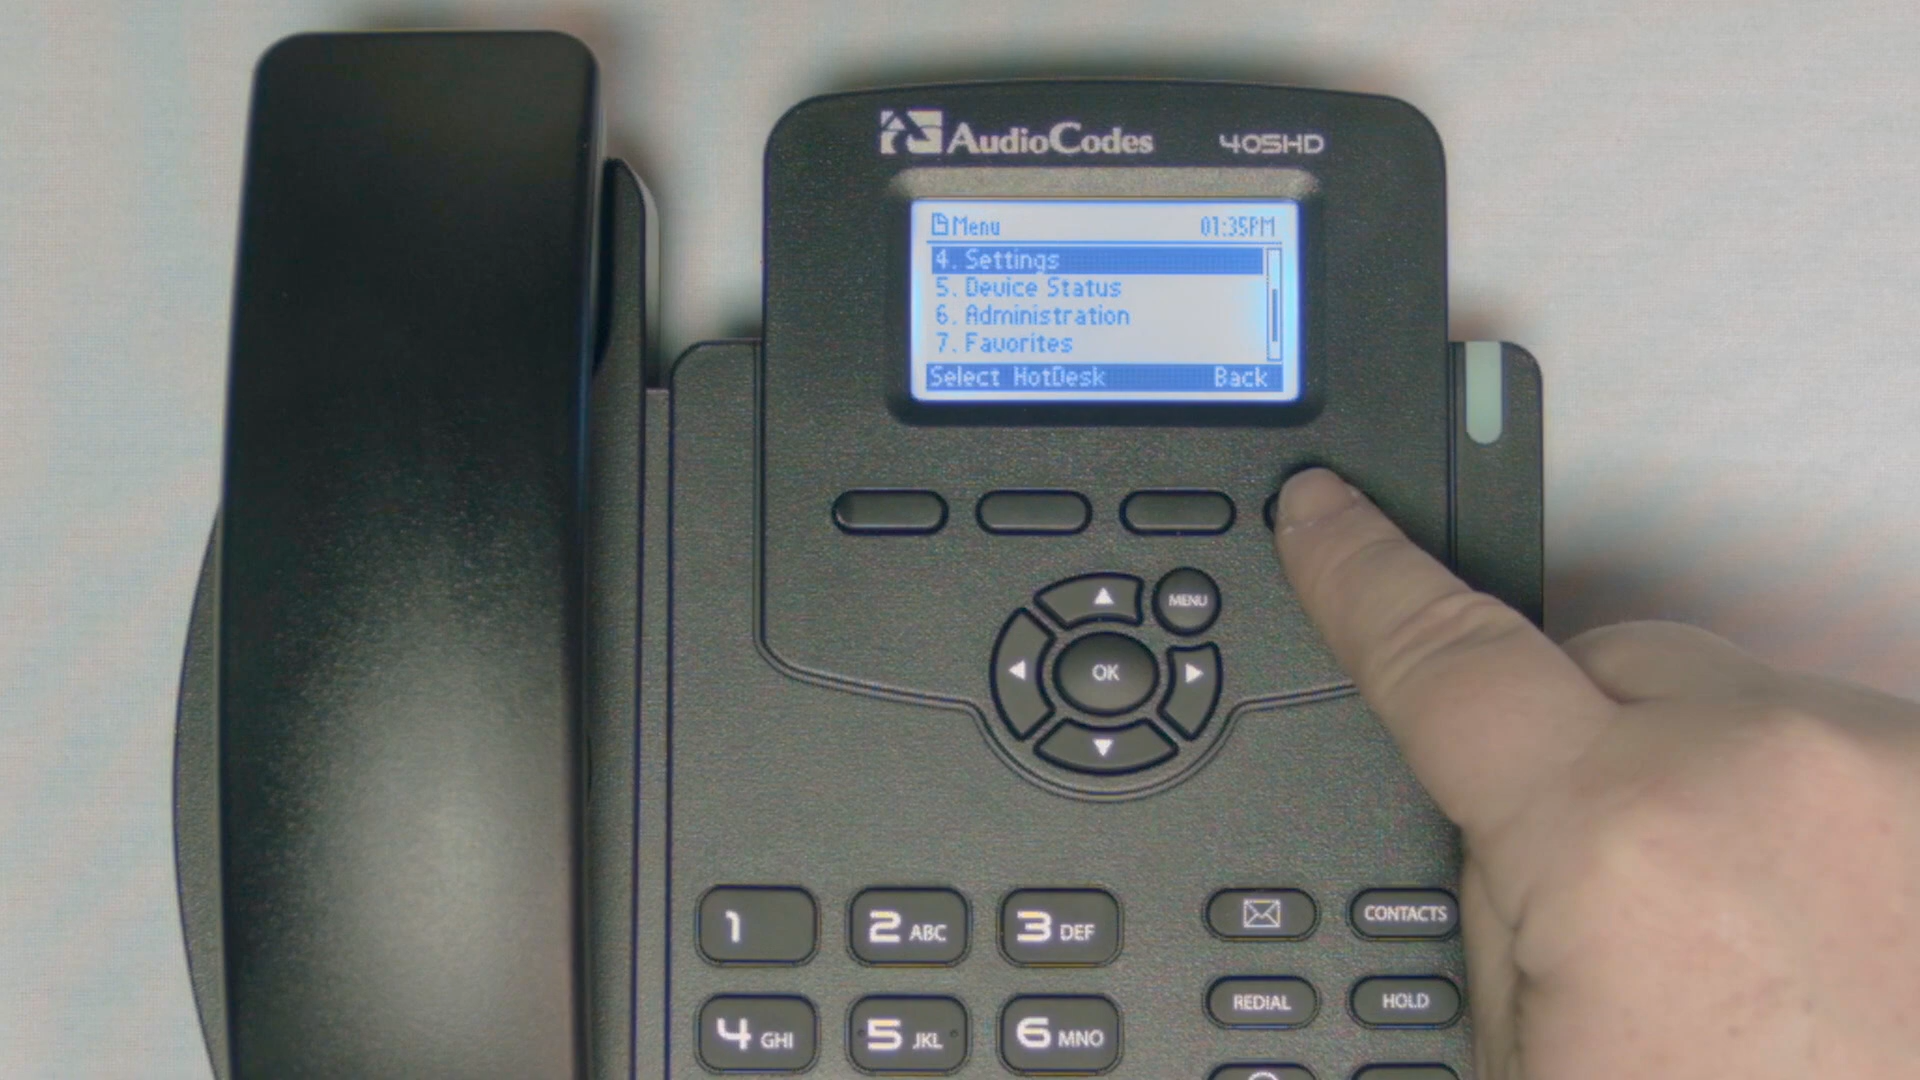 AudioCodes 405HD
Menu 01:35PM
4. Settings
5. Device Status
6. Administration
7. Favorites
Select HotDesk Back
MENU
OK
1 2 ABC 3 DEF CONTACTS
4 GHI 5 JKL 6 MNO REDIAL HOLD